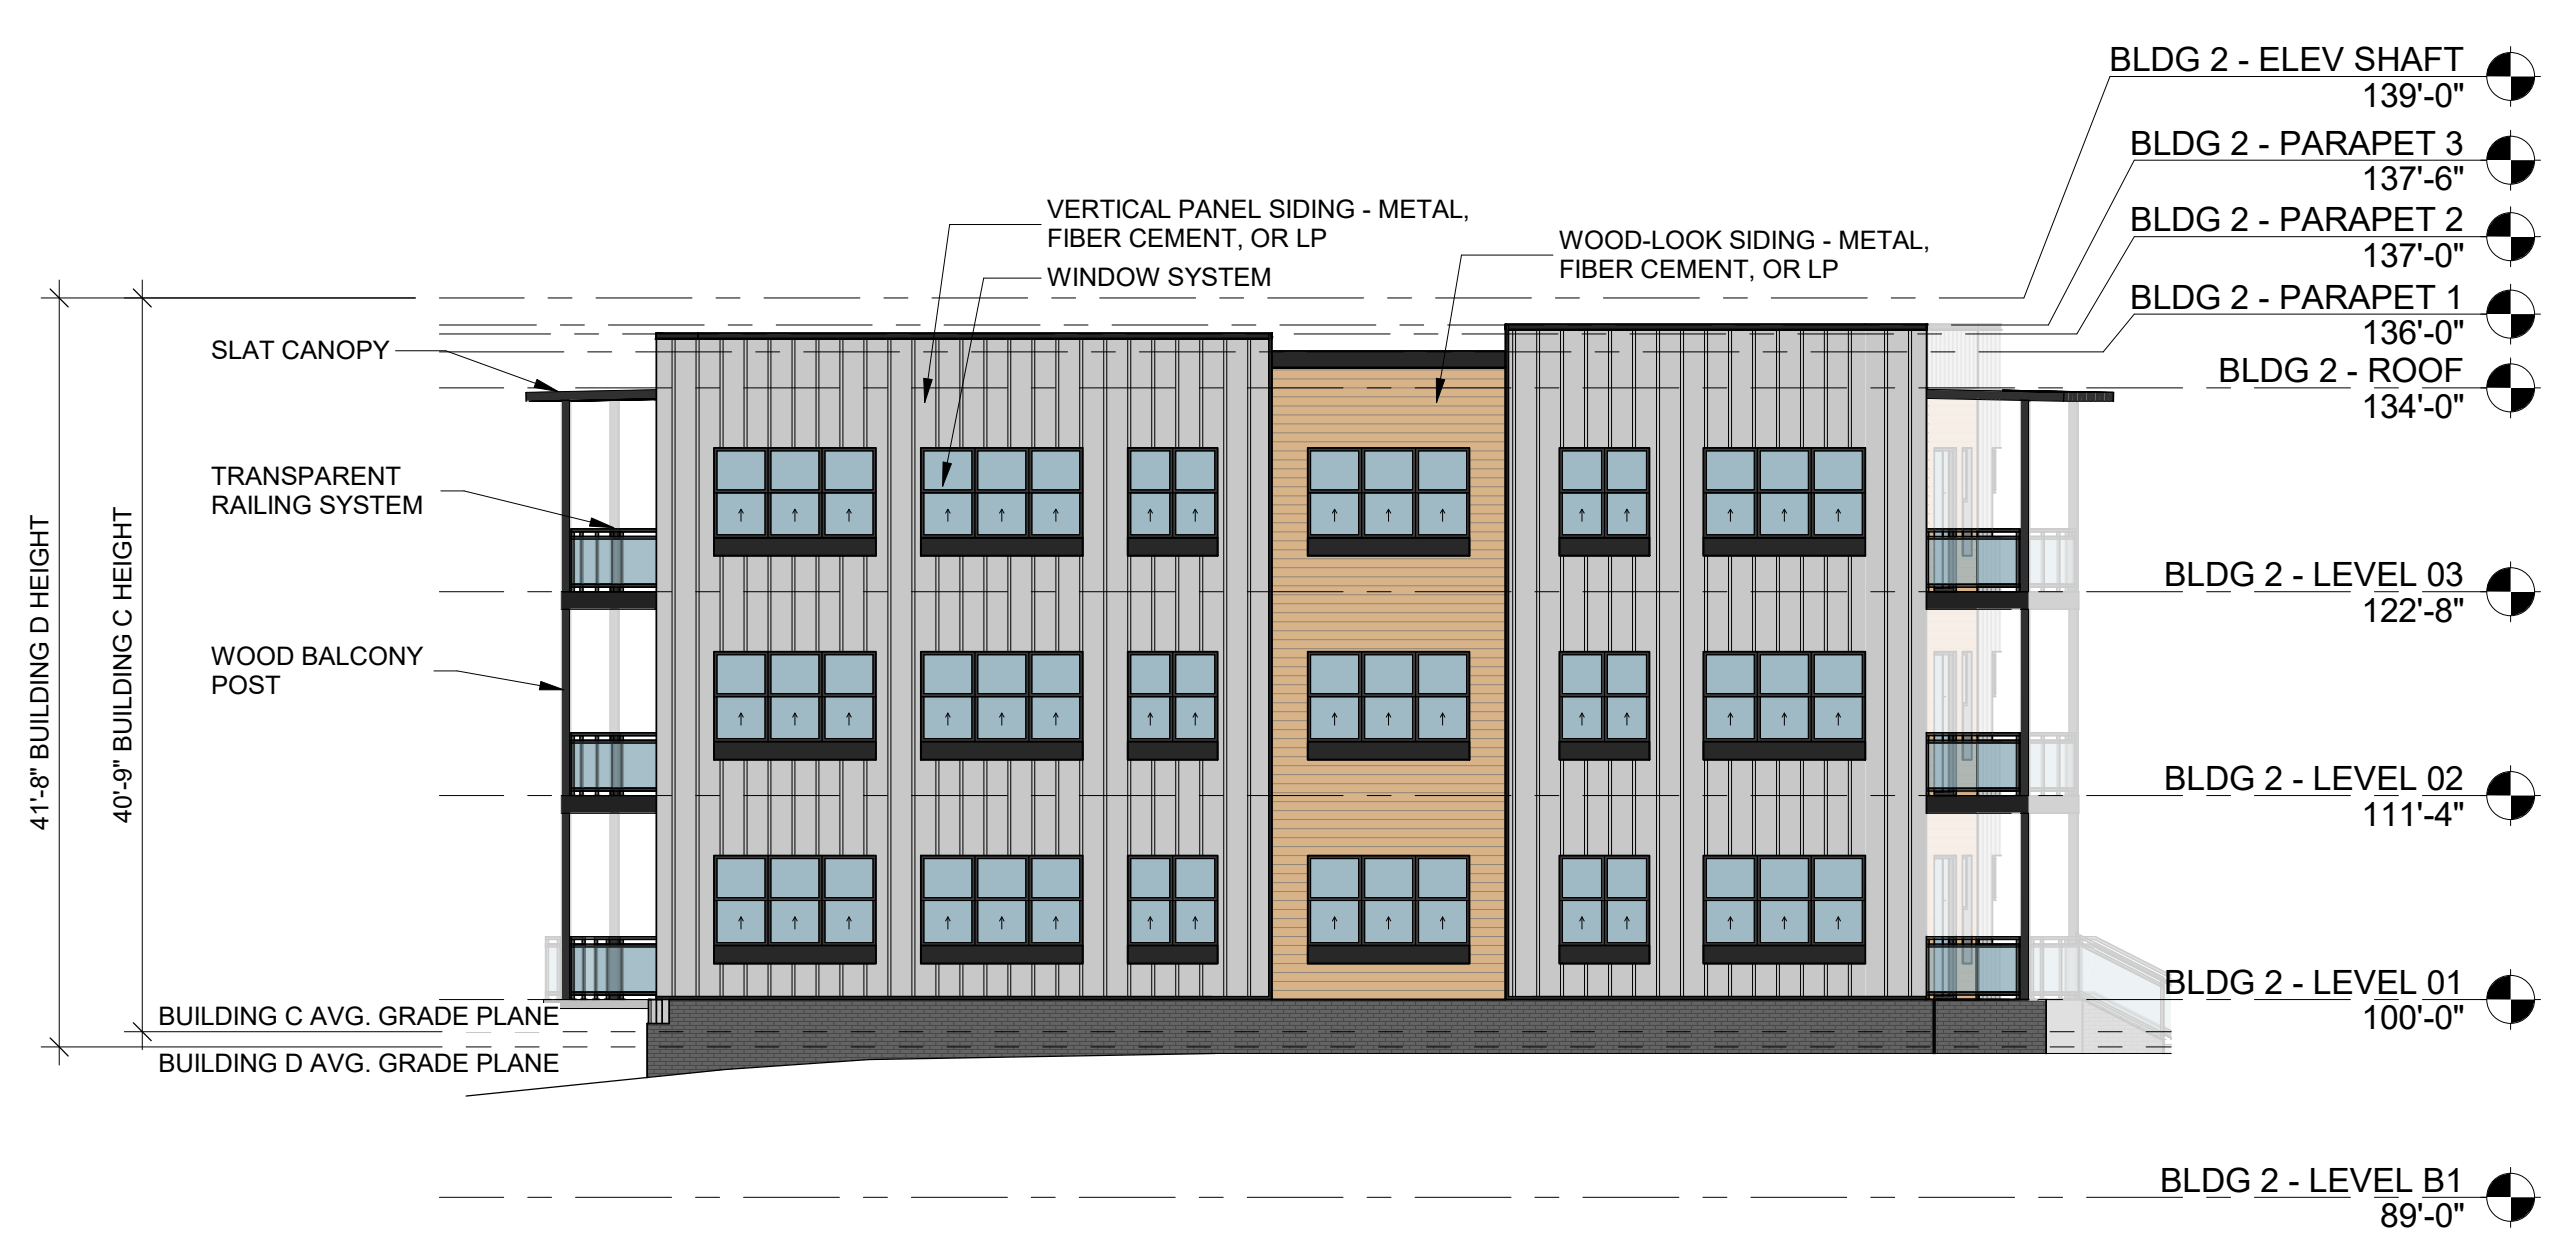 BLDG 2 - ELEV SHAFT
139'-0"
BLDG 2 - PARAPET 3
137'-6"
BLDG 2 - PARAPET 2
137'-0"
BLDG 2 - PARAPET 1
136'-0"
BLDG 2 - ROOF
134'-0"
BLDG 2 - LEVEL 03
122'-8"
BLDG 2 - LEVEL 02
111'-4"
BLDG 2 - LEVEL 01
100'-0"
BLDG 2 - LEVEL B1
89'-0"
VERTICAL PANEL SIDING - METAL,
FIBER CEMENT, OR LP
WINDOW SYSTEM
WOOD-LOOK SIDING - METAL,
FIBER CEMENT, OR LP
SLAT CANOPY
TRANSPARENT
RAILING SYSTEM
WOOD BALCONY
POST
41'-8" BUILDING D HEIGHT
40'-9" BUILDING C HEIGHT
BUILDING C AVG. GRADE PLANE
BUILDING D AVG. GRADE PLANE